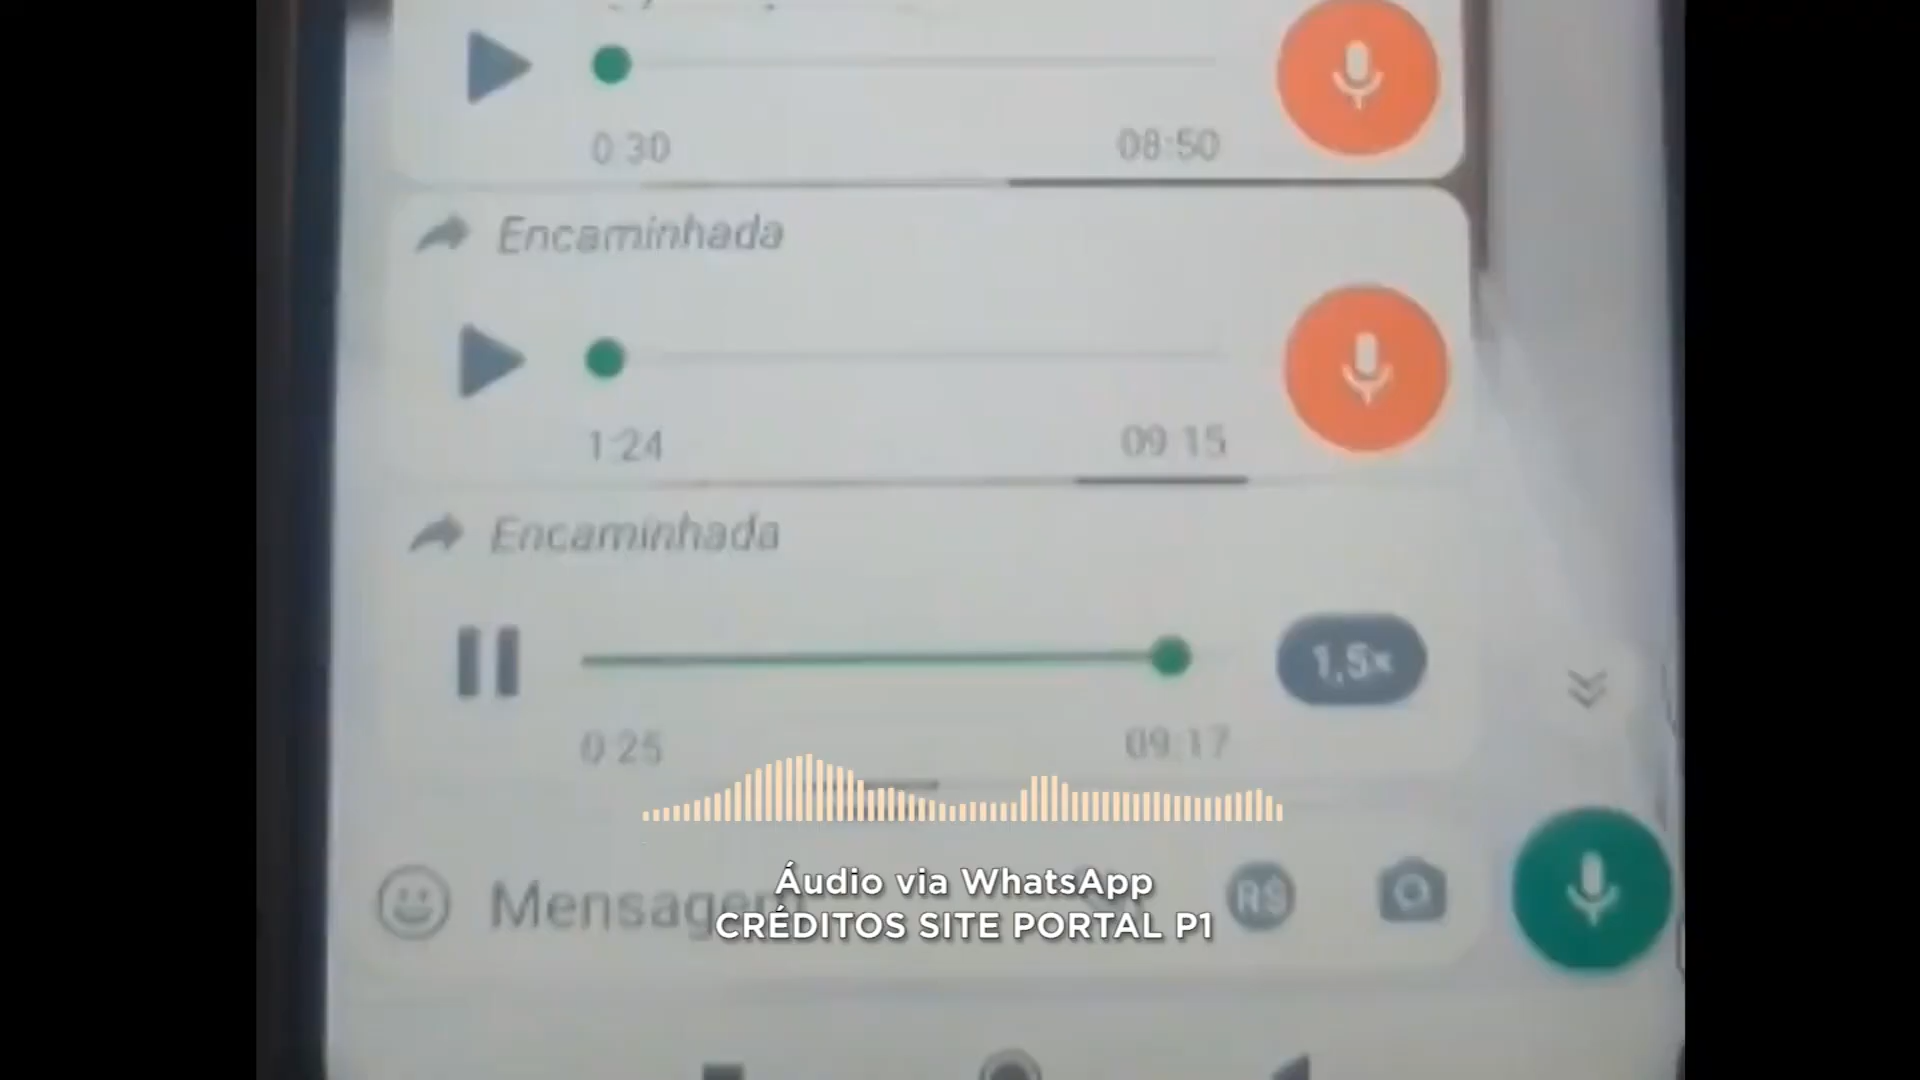 0:30 08:50
Encaminhada
1:24 09:15
Encaminhada
1,5x
0:25 09:17
Mensagem
R$
Áudio via WhatsApp
CRÉDITOS SITE PORTAL P1